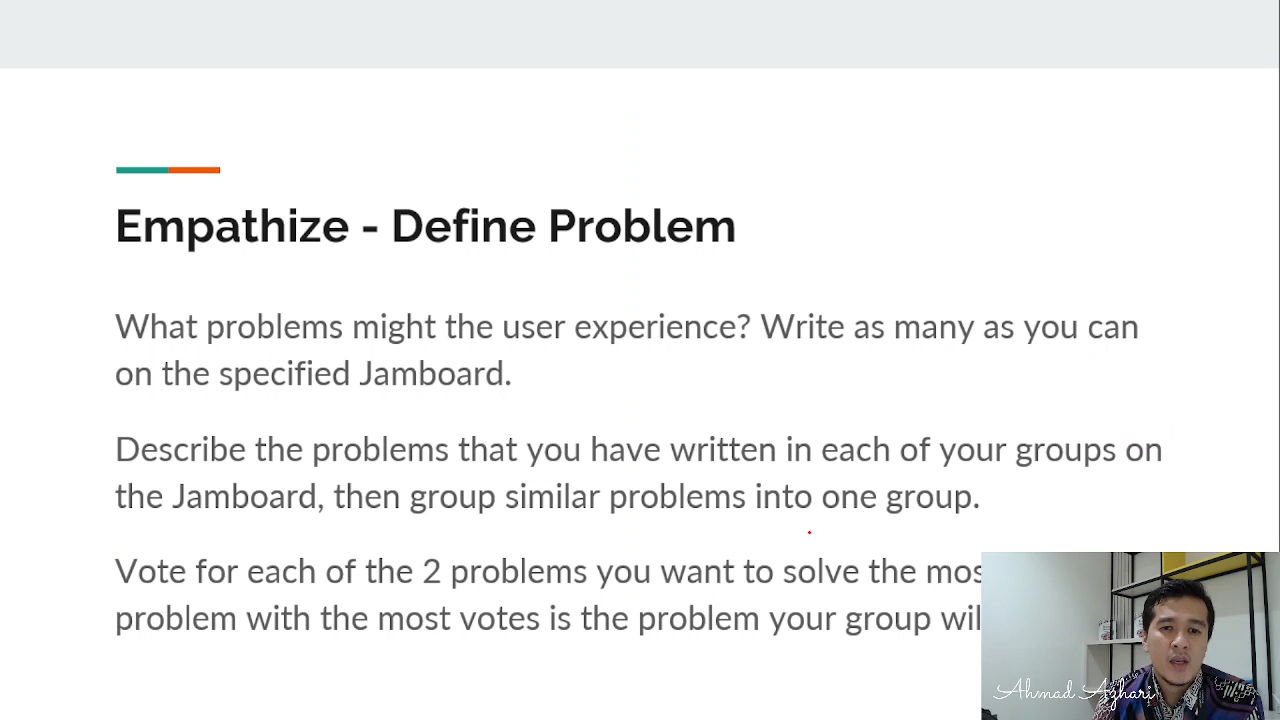 Empathize - Define Problem
What problems might the user experience? Write as many as you can
on the specified Jamboard.
Describe the problems that you have written in each of your groups on
the Jamboard, then group similar problems into one group.
Vote for each of the 2 problems you want to solve the
problem with the most votes is the problem your group
Ahmad Azhari